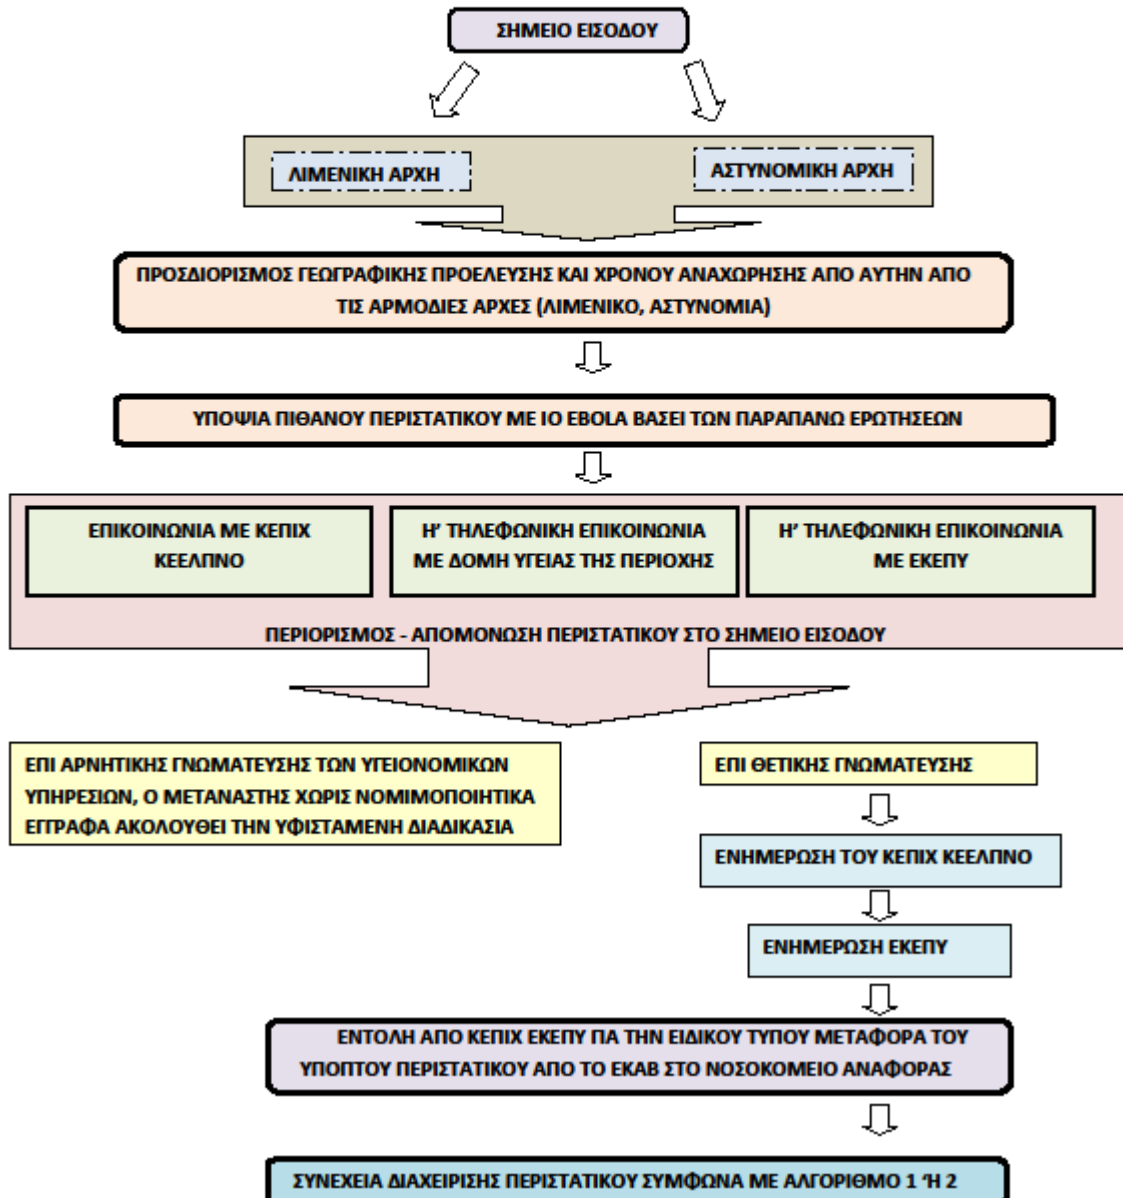 ΣΗΜΕΙΟ ΕΙΣΟΔΟΥ
ΛΙΜΕΝΙΚΗ ΑΡΧΗ
ΑΣΤΥΝΟΜΙΚΗ ΑΡΧΗ
ΠΡΟΣΔΙΟΡΙΣΜΟΣ ΓΕΩΓΡΑΦΙΚΗΣ ΠΡΟΕΛΕΥΣΗΣ ΚΑΙ ΧΡΟΝΟΥ ΑΝΑΧΩΡΗΣΗΣ ΑΠΟ ΑΥΤΗΝ ΑΠΟ
ΤΙΣ ΑΡΜΟΔΙΕΣ ΑΡΧΕΣ (ΛΙΜΕΝΙΚΟ, ΑΣΤΥΝΟΜΙΑ)
ΥΠΟΨΙΑ ΠΙΘΑΝΟΥ ΠΕΡΙΣΤΑΤΙΚΟΥ ΜΕ ΙΟ EBOLA ΒΑΣΕΙ ΤΩΝ ΠΑΡΑΠΑΝΩ ΕΡΩΤΗΣΕΩΝ
ΕΠΙΚΟΙΝΩΝΙΑ ΜΕ ΚΕΠΙΧ
ΚΕΕΛΠΝΟ
Η’ ΤΗΛΕΦΩΝΙΚΗ ΕΠΙΚΟΙΝΩΝΙΑ
ΜΕ ΔΟΜΗ ΥΓΕΙΑΣ ΤΗΣ ΠΕΡΙΟΧΗΣ
Η’ ΤΗΛΕΦΩΝΙΚΗ ΕΠΙΚΟΙΝΩΝΙΑ
ΜΕ ΕΚΕΠΥ
ΠΕΡΙΟΡΙΣΜΟΣ - ΑΠΟΜΟΝΩΣΗ ΠΕΡΙΣΤΑΤΙΚΟΥ ΣΤΟ ΣΗΜΕΙΟ ΕΙΣΟΔΟΥ
ΕΠΙ ΑΡΝΗΤΙΚΗΣ ΓΝΩΜΑΤΕΥΣΗΣ ΤΩΝ ΥΓΕΙΟΝΟΜΙΚΩΝ
ΥΠΗΡΕΣΙΩΝ, Ο ΜΕΤΑΝΑΣΤΗΣ ΧΩΡΙΣ ΝΟΜΙΜΟΠΟΙΗΤΙΚΑ
ΕΓΓΡΑΦΑ ΑΚΟΛΟΥΘΕΙ ΤΗΝ ΥΦΙΣΤΑΜΕΝΗ ΔΙΑΔΙΚΑΣΙΑ
ΕΠΙ ΘΕΤΙΚΗΣ ΓΝΩΜΑΤΕΥΣΗΣ
ΕΝΗΜΕΡΩΣΗ ΤΟΥ ΚΕΠΙΧ ΚΕΕΛΠΝΟ
ΕΝΗΜΕΡΩΣΗ ΕΚΕΠΥ
ΕΝΤΟΛΗ ΑΠΟ ΚΕΠΙΧ ΕΚΕΠΥ ΓΙΑ ΤΗΝ ΕΙΔΙΚΟΥ ΤΥΠΟΥ ΜΕΤΑΦΟΡΑ ΤΟΥ
ΥΠΟΠΤΟΥ ΠΕΡΙΣΤΑΤΙΚΟΥ ΑΠΟ ΤΟ ΕΚΑΒ ΣΤΟ ΝΟΣΟΚΟΜΕΙΟ ΑΝΑΦΟΡΑΣ
ΣΥΝΕΧΕΙΑ ΔΙΑΧΕΙΡΙΣΗΣ ΠΕΡΙΣΤΑΤΙΚΟΥ ΣΥΜΦΩΝΑ ΜΕ ΑΛΓΟΡΙΘΜΟ 1 ‘Η 2